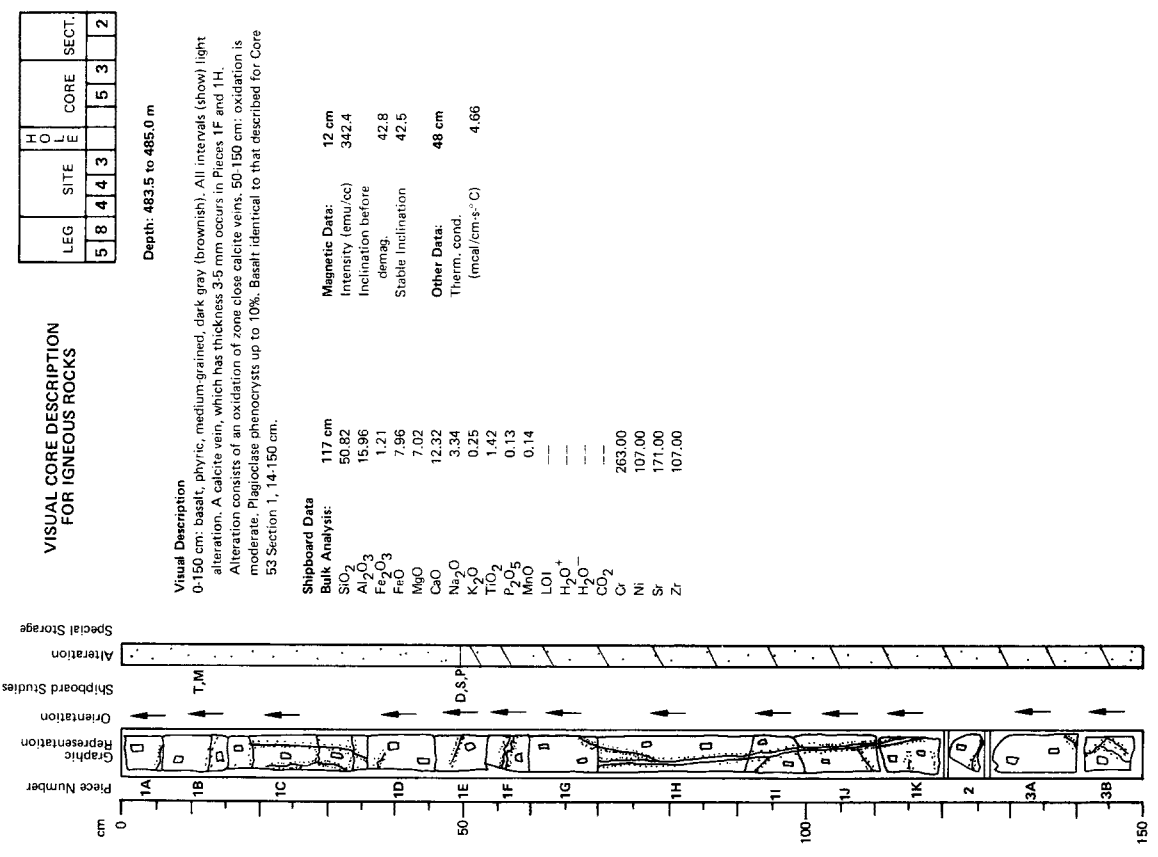 VISUAL CORE DESCRIPTION
FOR IGNEOUS ROCKS
LEG SITE HOLE CORE SECT.
5 8 4 4 3 5 3 2
Depth: 483.5 to 485.0 m
Visual Description
0-150 cm: basalt, phyric, medium-grained, dark gray (brownish). All intervals (show) light
alteration. A calcite vein, which has thickness 3-5 mm occurs in Pieces 1F and 1H.
Alteration consists of an oxidation of zone close calcite veins. 50-150 cm: oxidation is
moderate. Plagioclase phenocrysts up to 10%. Basalt identical to that described for Core
53 Section 1, 14-150 cm.
Shipboard Data
Bulk Analysis: 117 cm
SiO2 50.82
Al2O3 15.96
Fe2O3 1.21
FeO 7.96
MgO 7.02
CaO 12.32
Na2O 3.34
K2O 0.25
TiO2 1.42
P2O5 0.13
MnO 0.14
LOI —
H2O+ —
H2O− —
CO2 —
Cr 263.00
Ni 107.00
Sr 171.00
Zr 107.00
Magnetic Data: 12 cm
Intensity (emu/cc) 342.4
Inclination before
demag. 42.8
Stable Inclination 42.5
Other Data: 48 cm
Therm. cond.
(mcal/cm-s-°C) 4.66
cm
Piece Number
Graphic
Representation
Orientation
Shipboard Studies
Alteration
Special Storage
0
50
100
150
1A
1B
1C
1D
1E
1F
1G
1H
1I
1J
1K
2
3A
3B
T,M
D,S,P